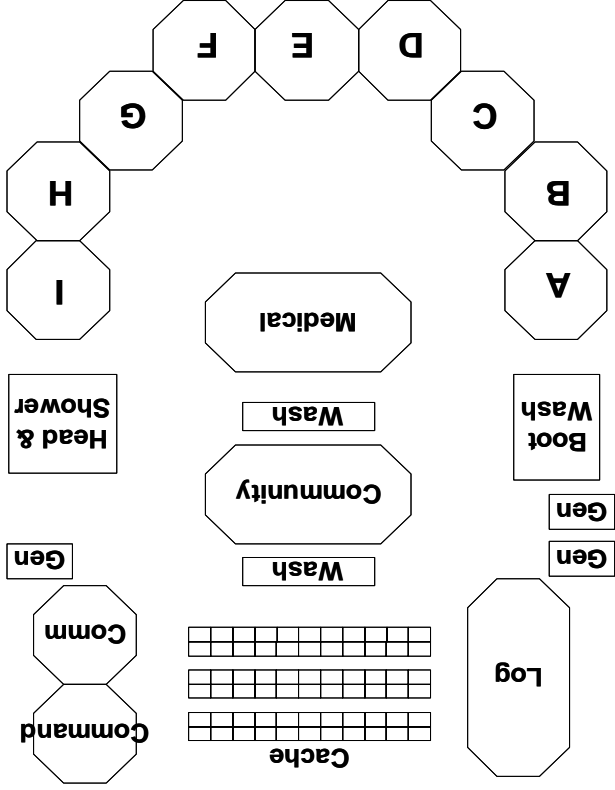 Cache
Command
Log
Comm
Wash
Gen
Gen
Gen
Community
Boot
Wash
Head &
Shower
Wash
Medical
A
I
B
H
C
G
D
E
F